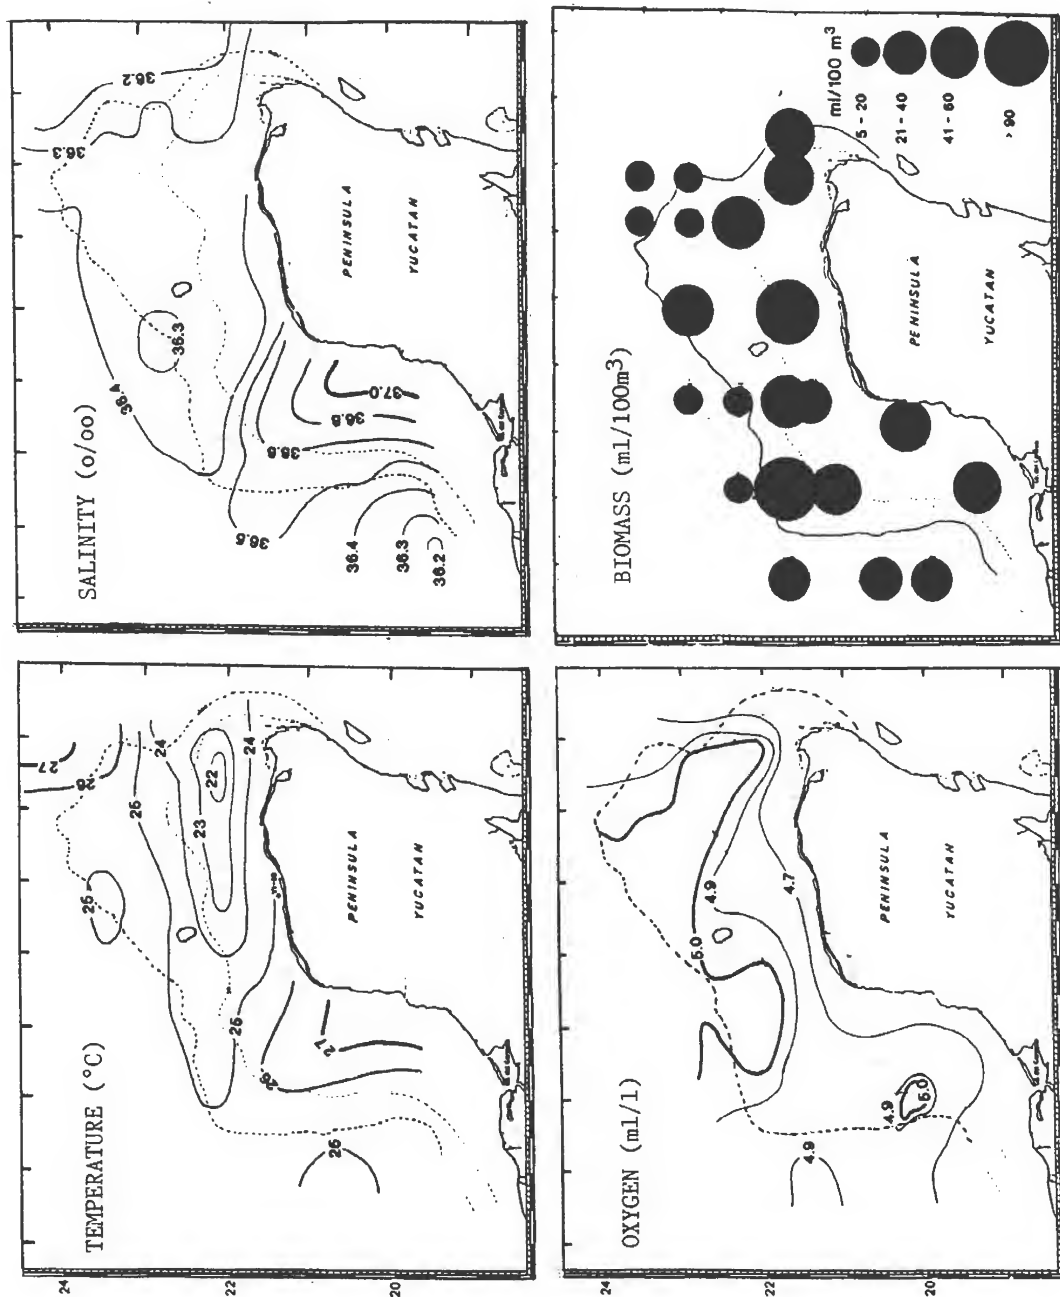 TEMPERATURE (°C)
24
22
20
27
26
25
24
25
23
22
24
25
25
26
27
25
PENINSULA
YUCATAN
SALINITY (o/oo)
36.2
36.3
36.4
36.3
36.5
36.6
36.8
37.0
36.4
36.3
36.2
PENINSULA
YUCATAN
OXYGEN (ml/l)
24
22
20
5.0
4.9
4.7
4.9
5.0
4.9
PENINSULA
YUCATAN
BIOMASS (ml/100m³)
ml/100 m³
5 - 20
21 - 40
41 - 60
> 90
PENINSULA
YUCATAN